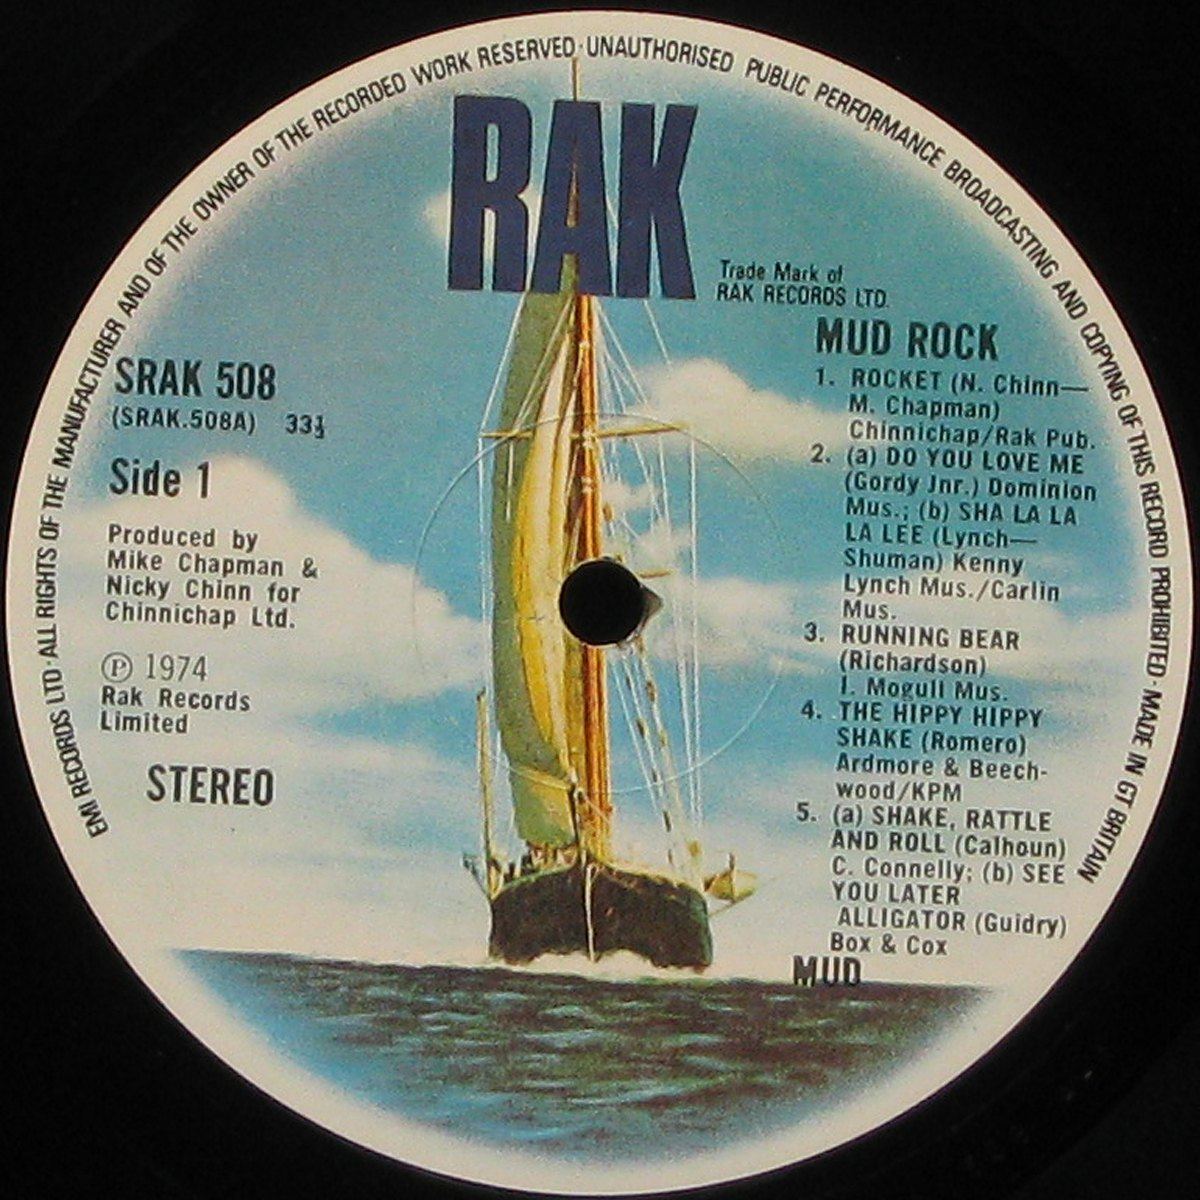 EMI RECORDS LTD · ALL RIGHTS OF THE MANUFACTURER AND OF THE OWNER OF THE RECORDED WORK RESERVED · UNAUTHORISED PUBLIC PERFORMANCE BROADCASTING AND COPYING OF THIS RECORD PROHIBITED · MADE IN GT BRITAIN
RAK
Trade Mark of
RAK RECORDS LTD.
SRAK 508
(SRAK.508A) 33⅓
Side 1
Produced by
Mike Chapman &
Nicky Chinn for
Chinnichap Ltd.
℗ 1974
Rak Records
Limited
STEREO
MUD ROCK
1. ROCKET (N. Chinn—
M. Chapman)
Chinnichap/Rak Pub.
2. (a) DO YOU LOVE ME
(Gordy Jnr.) Dominion
Mus.; (b) SHA LA LA
LA LEE (Lynch—
Shuman) Kenny
Lynch Mus./Carlin
Mus.
3. RUNNING BEAR
(Richardson)
I. Mogull Mus.
4. THE HIPPY HIPPY
SHAKE (Romero)
Ardmore & Beech-
wood/KPM
5. (a) SHAKE, RATTLE
AND ROLL (Calhoun)
C. Connelly; (b) SEE
YOU LATER
ALLIGATOR (Guidry)
Box & Cox
MUD